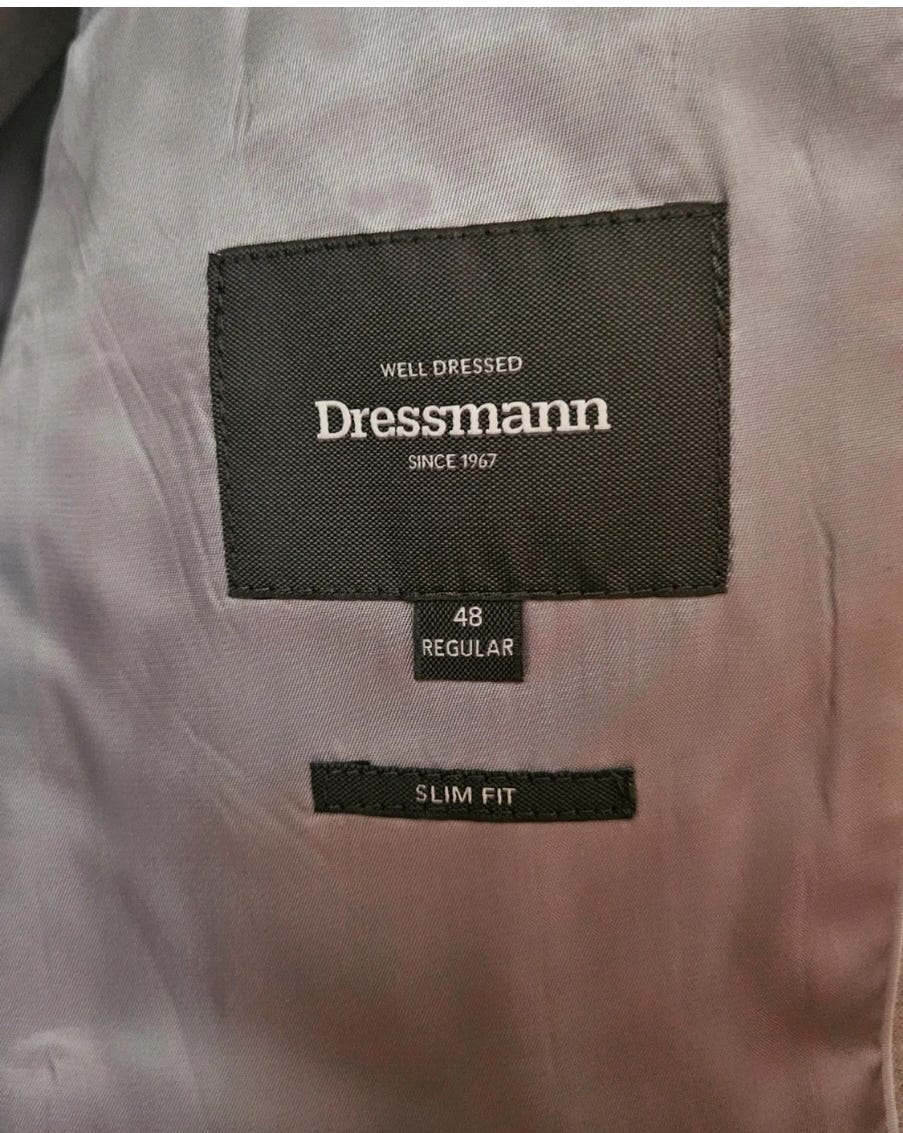 WELL DRESSED
Dressmann
SINCE 1967
48
REGULAR
SLIM FIT